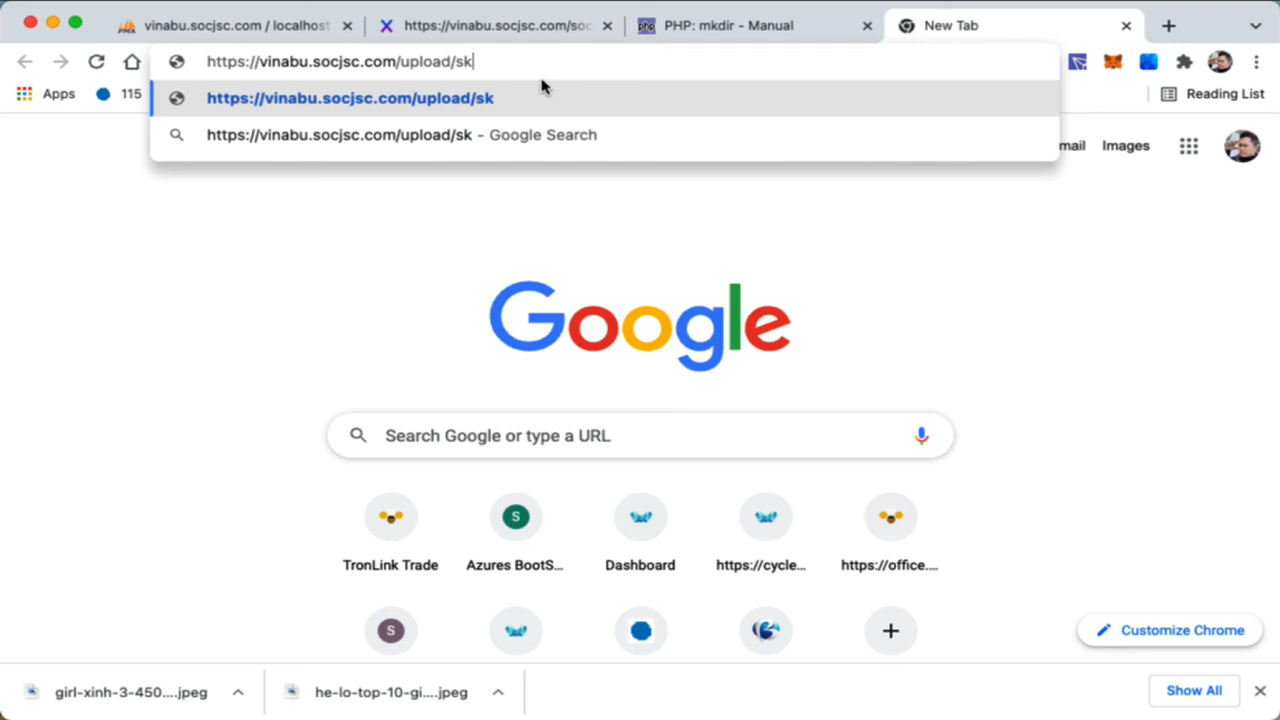 vinabu.socjsc.com / localhost
https://vinabu.socjsc.com/soc
php PHP: mkdir - Manual
New Tab
https://vinabu.socjsc.com/upload/sk
Apps 115
https://vinabu.socjsc.com/upload/sk
Reading List
https://vinabu.socjsc.com/upload/sk - Google Search
mail Images
Google
Search Google or type a URL
S
TronLink Trade Azures BootS... Dashboard https://cycle... https://office....
S
Customize Chrome
girl-xinh-3-450....jpeg he-lo-top-10-gi....jpeg Show All